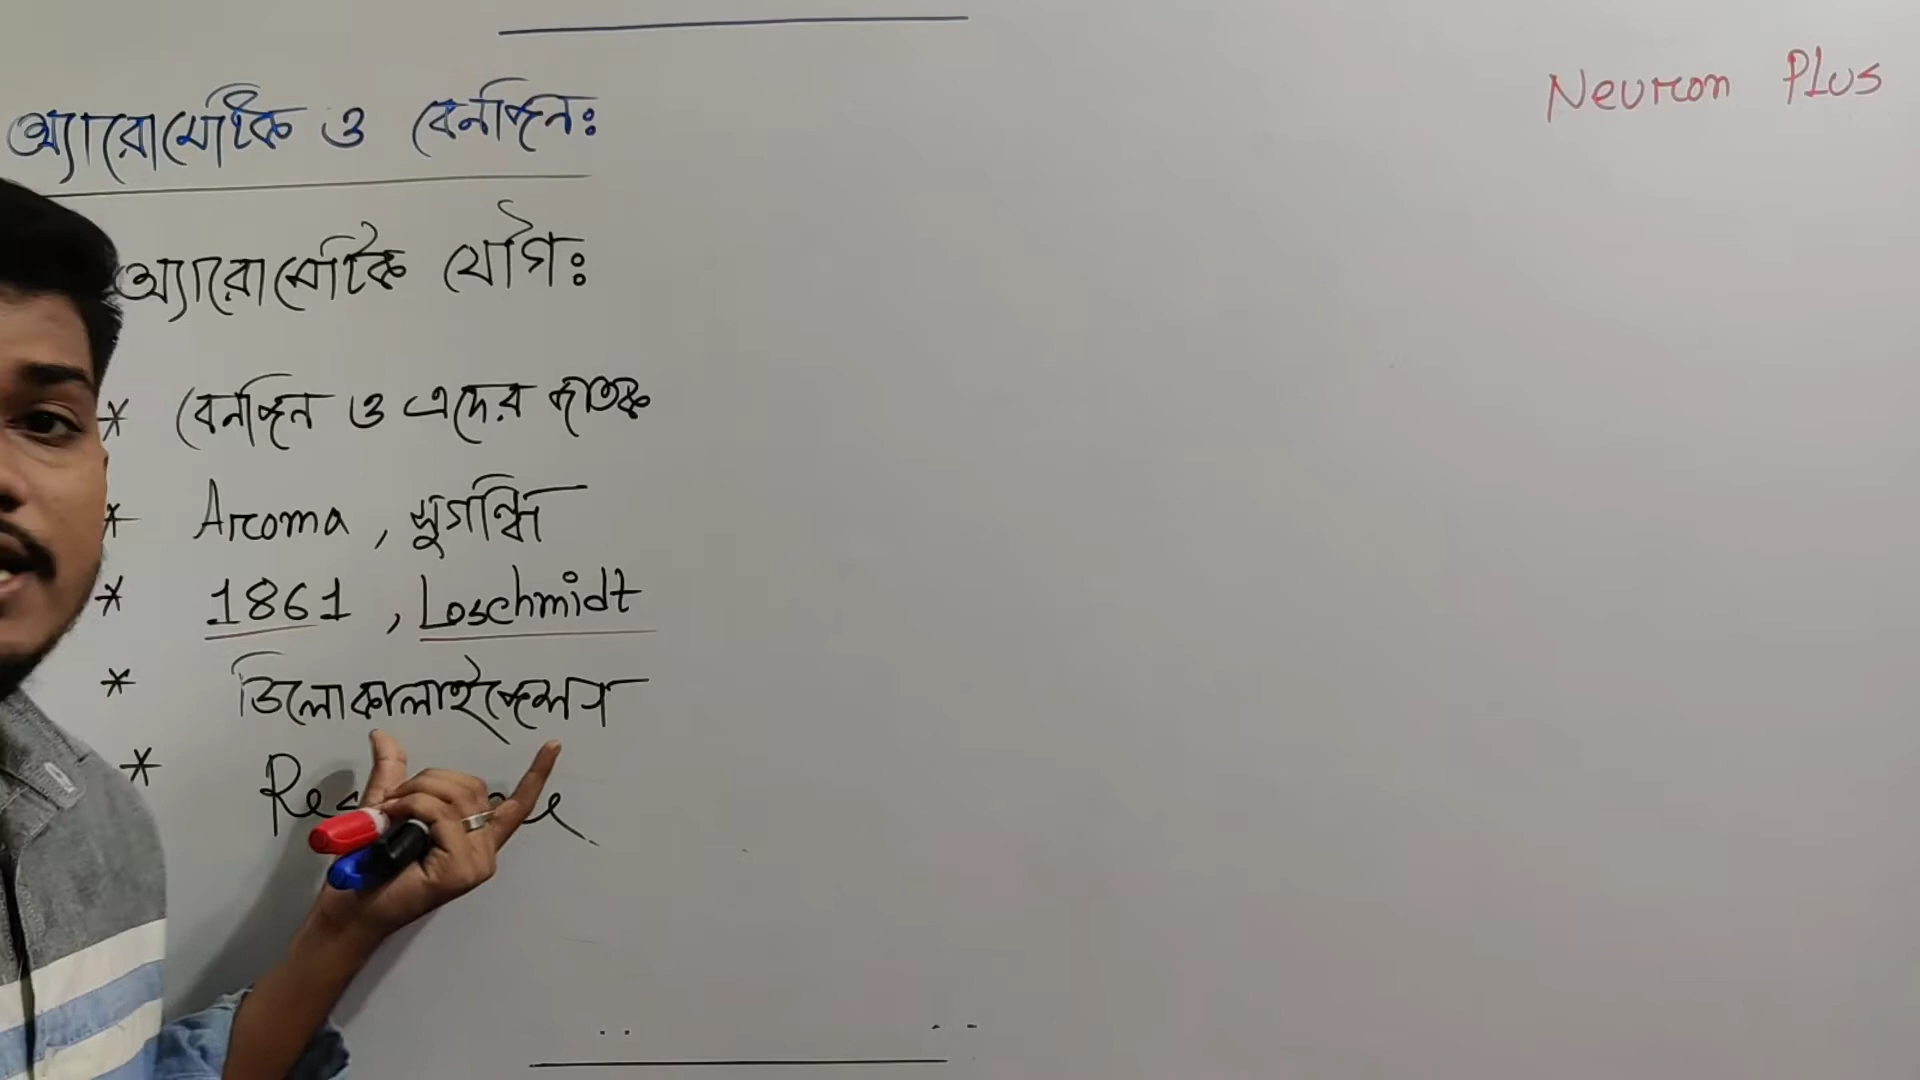 Neuron Plus
অ্যারোমেটিক ও বেনজিনঃ
অ্যারোমেটিক যৌগঃ
* বেনজিন ও এদের জাতক
* Aroma , সুগন্ধি
* 1861 , Loschmidt
* ডিলোকালাইজেশন
*